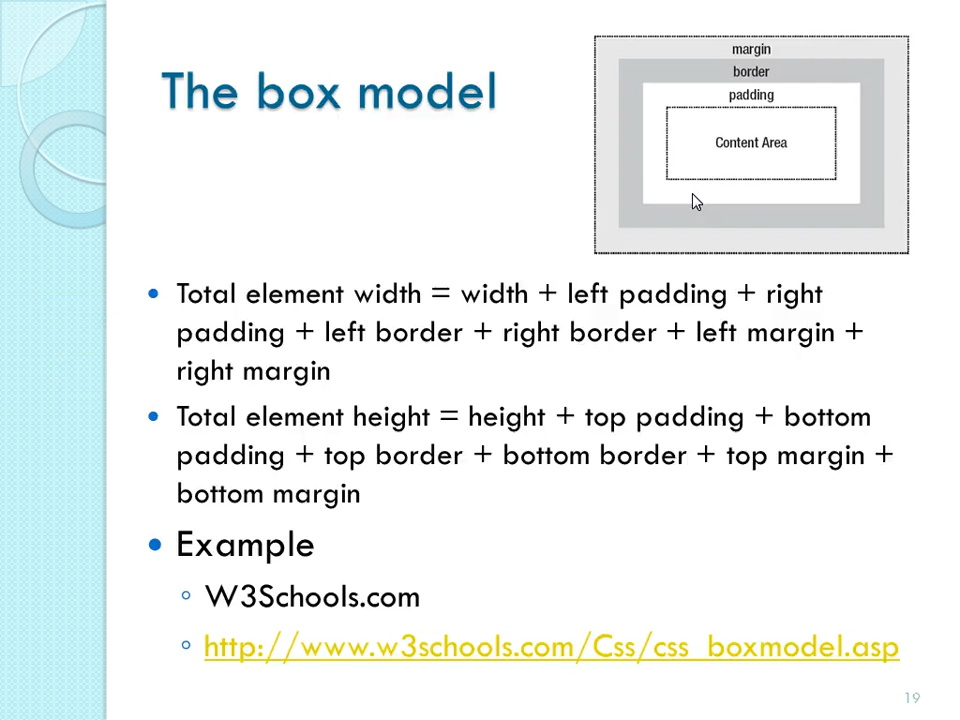 The box model
margin
border
padding
Content Area
• Total element width = width + left padding + right
padding + left border + right border + left margin +
right margin
• Total element height = height + top padding + bottom
padding + top border + bottom border + top margin +
bottom margin
• Example
◦ W3Schools.com
◦ http://www.w3schools.com/Css/css_boxmodel.asp
19